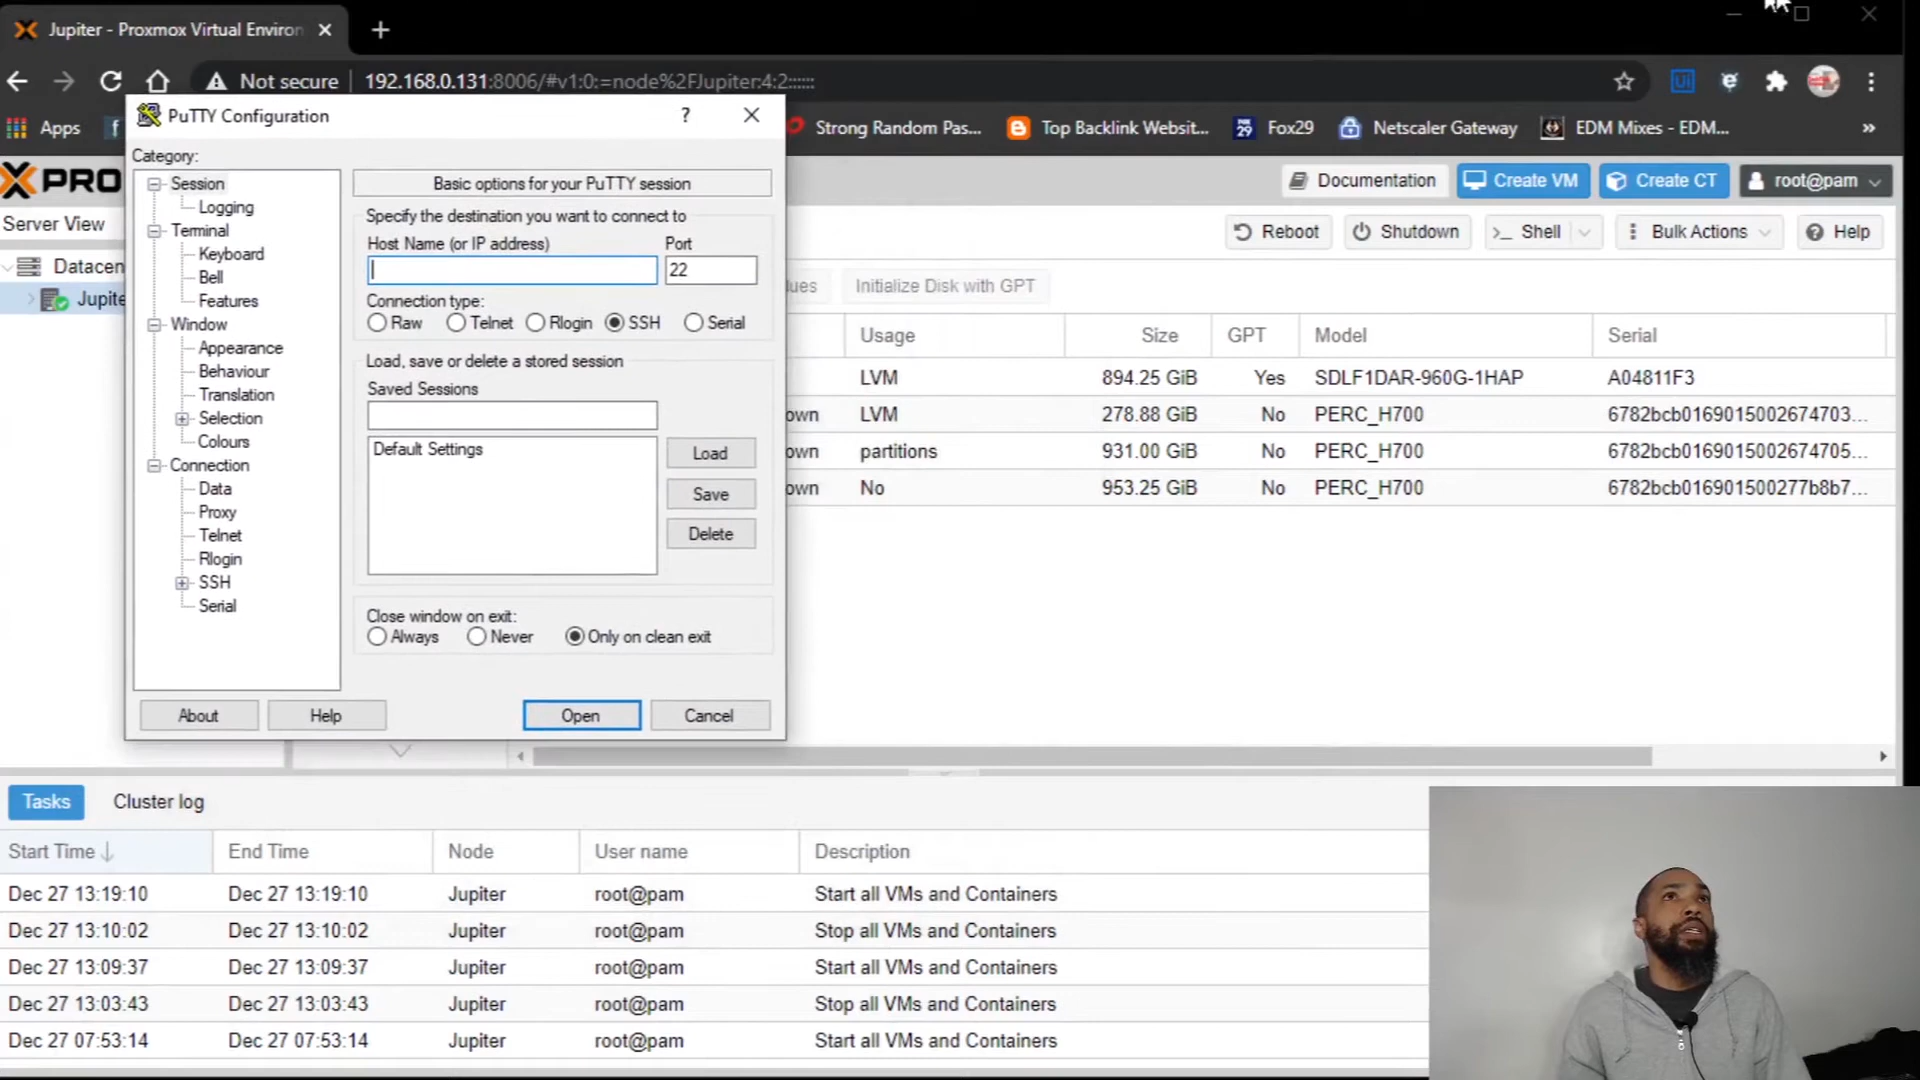 Jupiter - Proxmox Virtual Environ
Not secure
192.168.0.131:8006/#v1:0:=node%2FJupiter:4:2::::::
Apps
Strong Random Pas...
Top Backlink Websit...
Fox29
Netscaler Gateway
EDM Mixes - EDM...
»
PuTTY Configuration
?
Category:
Session
Logging
Terminal
Keyboard
Bell
Features
Window
Appearance
Behaviour
Translation
Selection
Colours
Connection
Data
Proxy
Telnet
Rlogin
SSH
Serial
Basic options for your PuTTY session
Specify the destination you want to connect to
Host Name (or IP address)
Port
22
Connection type:
Raw
Telnet
Rlogin
SSH
Serial
Load, save or delete a stored session
Saved Sessions
Default Settings
Load
Save
Delete
Close window on exit:
Always
Never
Only on clean exit
About
Help
Open
Cancel
XPRO
Server View
Datacen
Jupite
Documentation
Create VM
Create CT
root@pam
Reboot
Shutdown
>_ Shell
Bulk Actions
Help
ues
Initialize Disk with GPT
Usage Size GPT Model Serial
LVM 894.25 GiB Yes SDLF1DAR-960G-1HAP A04811F3
own LVM 278.88 GiB No PERC_H700 6782bcb0169015002674703...
own partitions 931.00 GiB No PERC_H700 6782bcb0169015002674705...
own No 953.25 GiB No PERC_H700 6782bcb016901500277b8b7...
Tasks
Cluster log
Start Time End Time Node User name Description
Dec 27 13:19:10 Dec 27 13:19:10 Jupiter root@pam Start all VMs and Containers
Dec 27 13:10:02 Dec 27 13:10:02 Jupiter root@pam Stop all VMs and Containers
Dec 27 13:09:37 Dec 27 13:09:37 Jupiter root@pam Start all VMs and Containers
Dec 27 13:03:43 Dec 27 13:03:43 Jupiter root@pam Stop all VMs and Containers
Dec 27 07:53:14 Dec 27 07:53:14 Jupiter root@pam Start all VMs and Containers